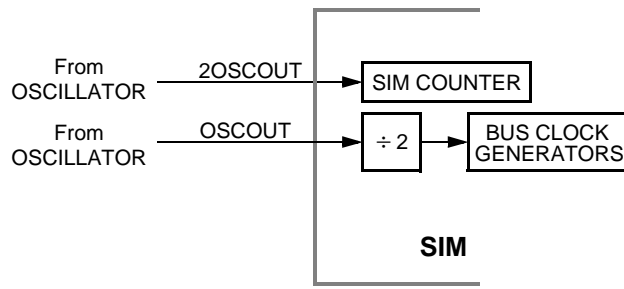 From
OSCILLATOR
2OSCOUT
SIM COUNTER
From
OSCILLATOR
OSCOUT
÷ 2
BUS CLOCK
GENERATORS
SIM